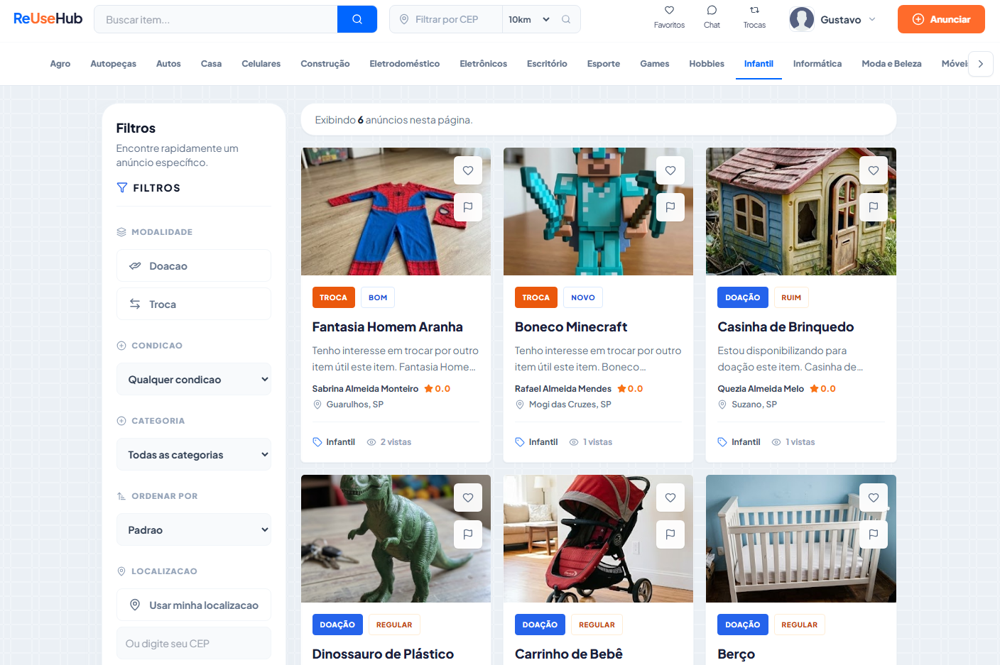 ReUseHub
Buscar item...
Filtrar por CEP
10km
Favoritos
Chat
Trocas
Gustavo
Anunciar
Agro
Autopeças
Autos
Casa
Celulares
Construção
Eletrodoméstico
Eletrônicos
Escritório
Esporte
Games
Hobbies
Infantil
Informática
Moda e Beleza
Filtros
Encontre rapidamente um
anúncio específico.
FILTROS
MODALIDADE
Doacao
Troca
CONDICAO
Qualquer condicao
CATEGORIA
Todas as categorias
ORDENAR POR
Padrao
LOCALIZACAO
Usar minha localizacao
Ou digite seu CEP
Exibindo 6 anúncios nesta página.
TROCA
BOM
Fantasia Homem Aranha
Tenho interesse em trocar por outro
item útil este item. Fantasia Home...
Sabrina Almeida Monteiro 0.0
Guarulhos, SP
Infantil
2 vistas
TROCA
NOVO
Boneco Minecraft
Tenho interesse em trocar por outro
item útil este item. Boneco...
Rafael Almeida Mendes 0.0
Mogi das Cruzes, SP
Infantil
1 vistas
DOAÇÃO
RUIM
Casinha de Brinquedo
Estou disponibilizando para
doação este item. Casinha de...
Quezia Almeida Melo 0.0
Suzano, SP
Infantil
1 vistas
DOAÇÃO
REGULAR
Dinossauro de Plástico
DOAÇÃO
REGULAR
Carrinho de Bebê
DOAÇÃO
REGULAR
Berço